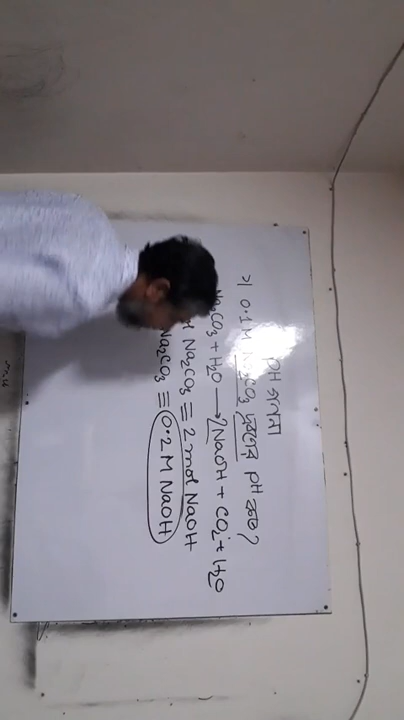 pH গণনা
>| 0.1M Na2CO3 দ্রবণের pH কত?
Na2CO3 + H2O → 2NaOH + CO2 + H2O
Na2CO3 ≡ 2 mol NaOH
Na2CO3 ≡ 0.2 M NaOH